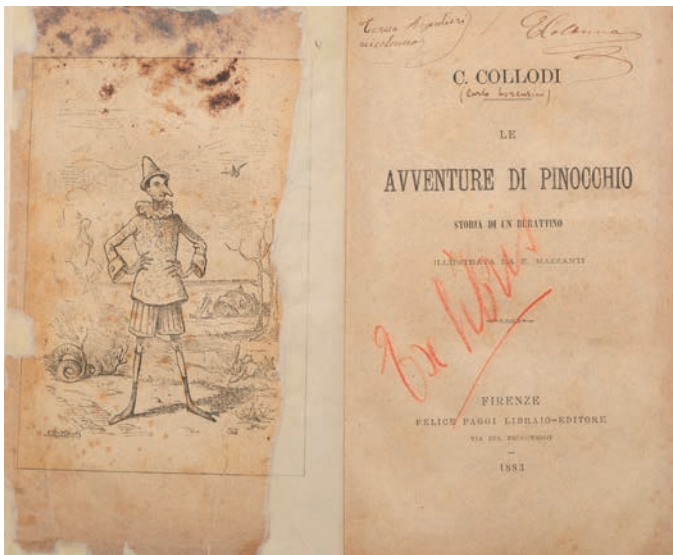 E Colonna
C. COLLODI
(Carlo Lorenzini)
LE
AVVENTURE DI PINOCCHIO
STORIA DI UN BURATTINO
ILLUSTRATA DA E. MAZZANTI
Ex libris
FIRENZE
FELICE PAGGI LIBRAIO-EDITORE
VIA DEL PROCONSOLO
1883